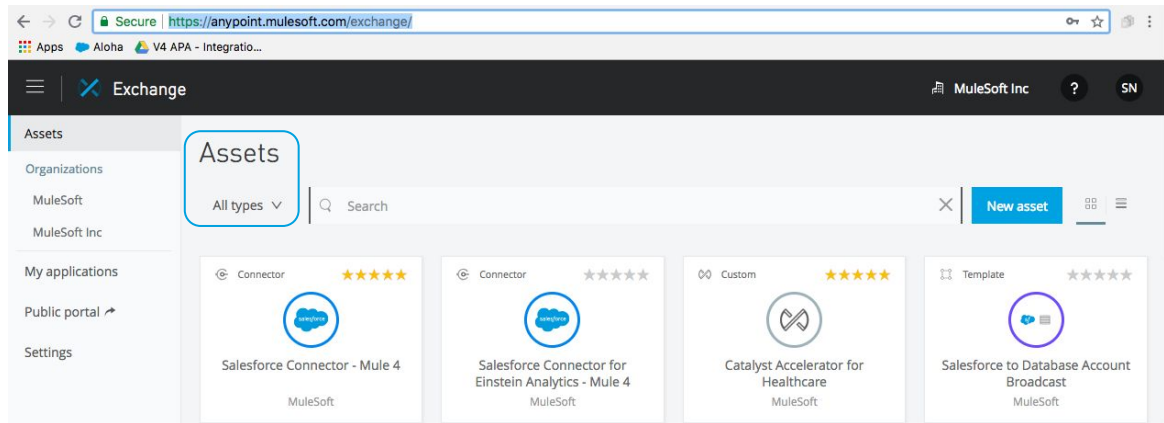 Secure https://anypoint.mulesoft.com/exchange/
Apps Aloha V4 APA - Integratio...
Exchange MuleSoft Inc ? SN
Assets
Organizations
MuleSoft
MuleSoft Inc
My applications
Public portal
Settings
Assets
All types Search New asset
Connector Connector Custom Template
salesforce salesforce
Salesforce Connector - Mule 4 Salesforce Connector for Catalyst Accelerator for Salesforce to Database Account
Einstein Analytics - Mule 4 Healthcare Broadcast
MuleSoft MuleSoft MuleSoft MuleSoft